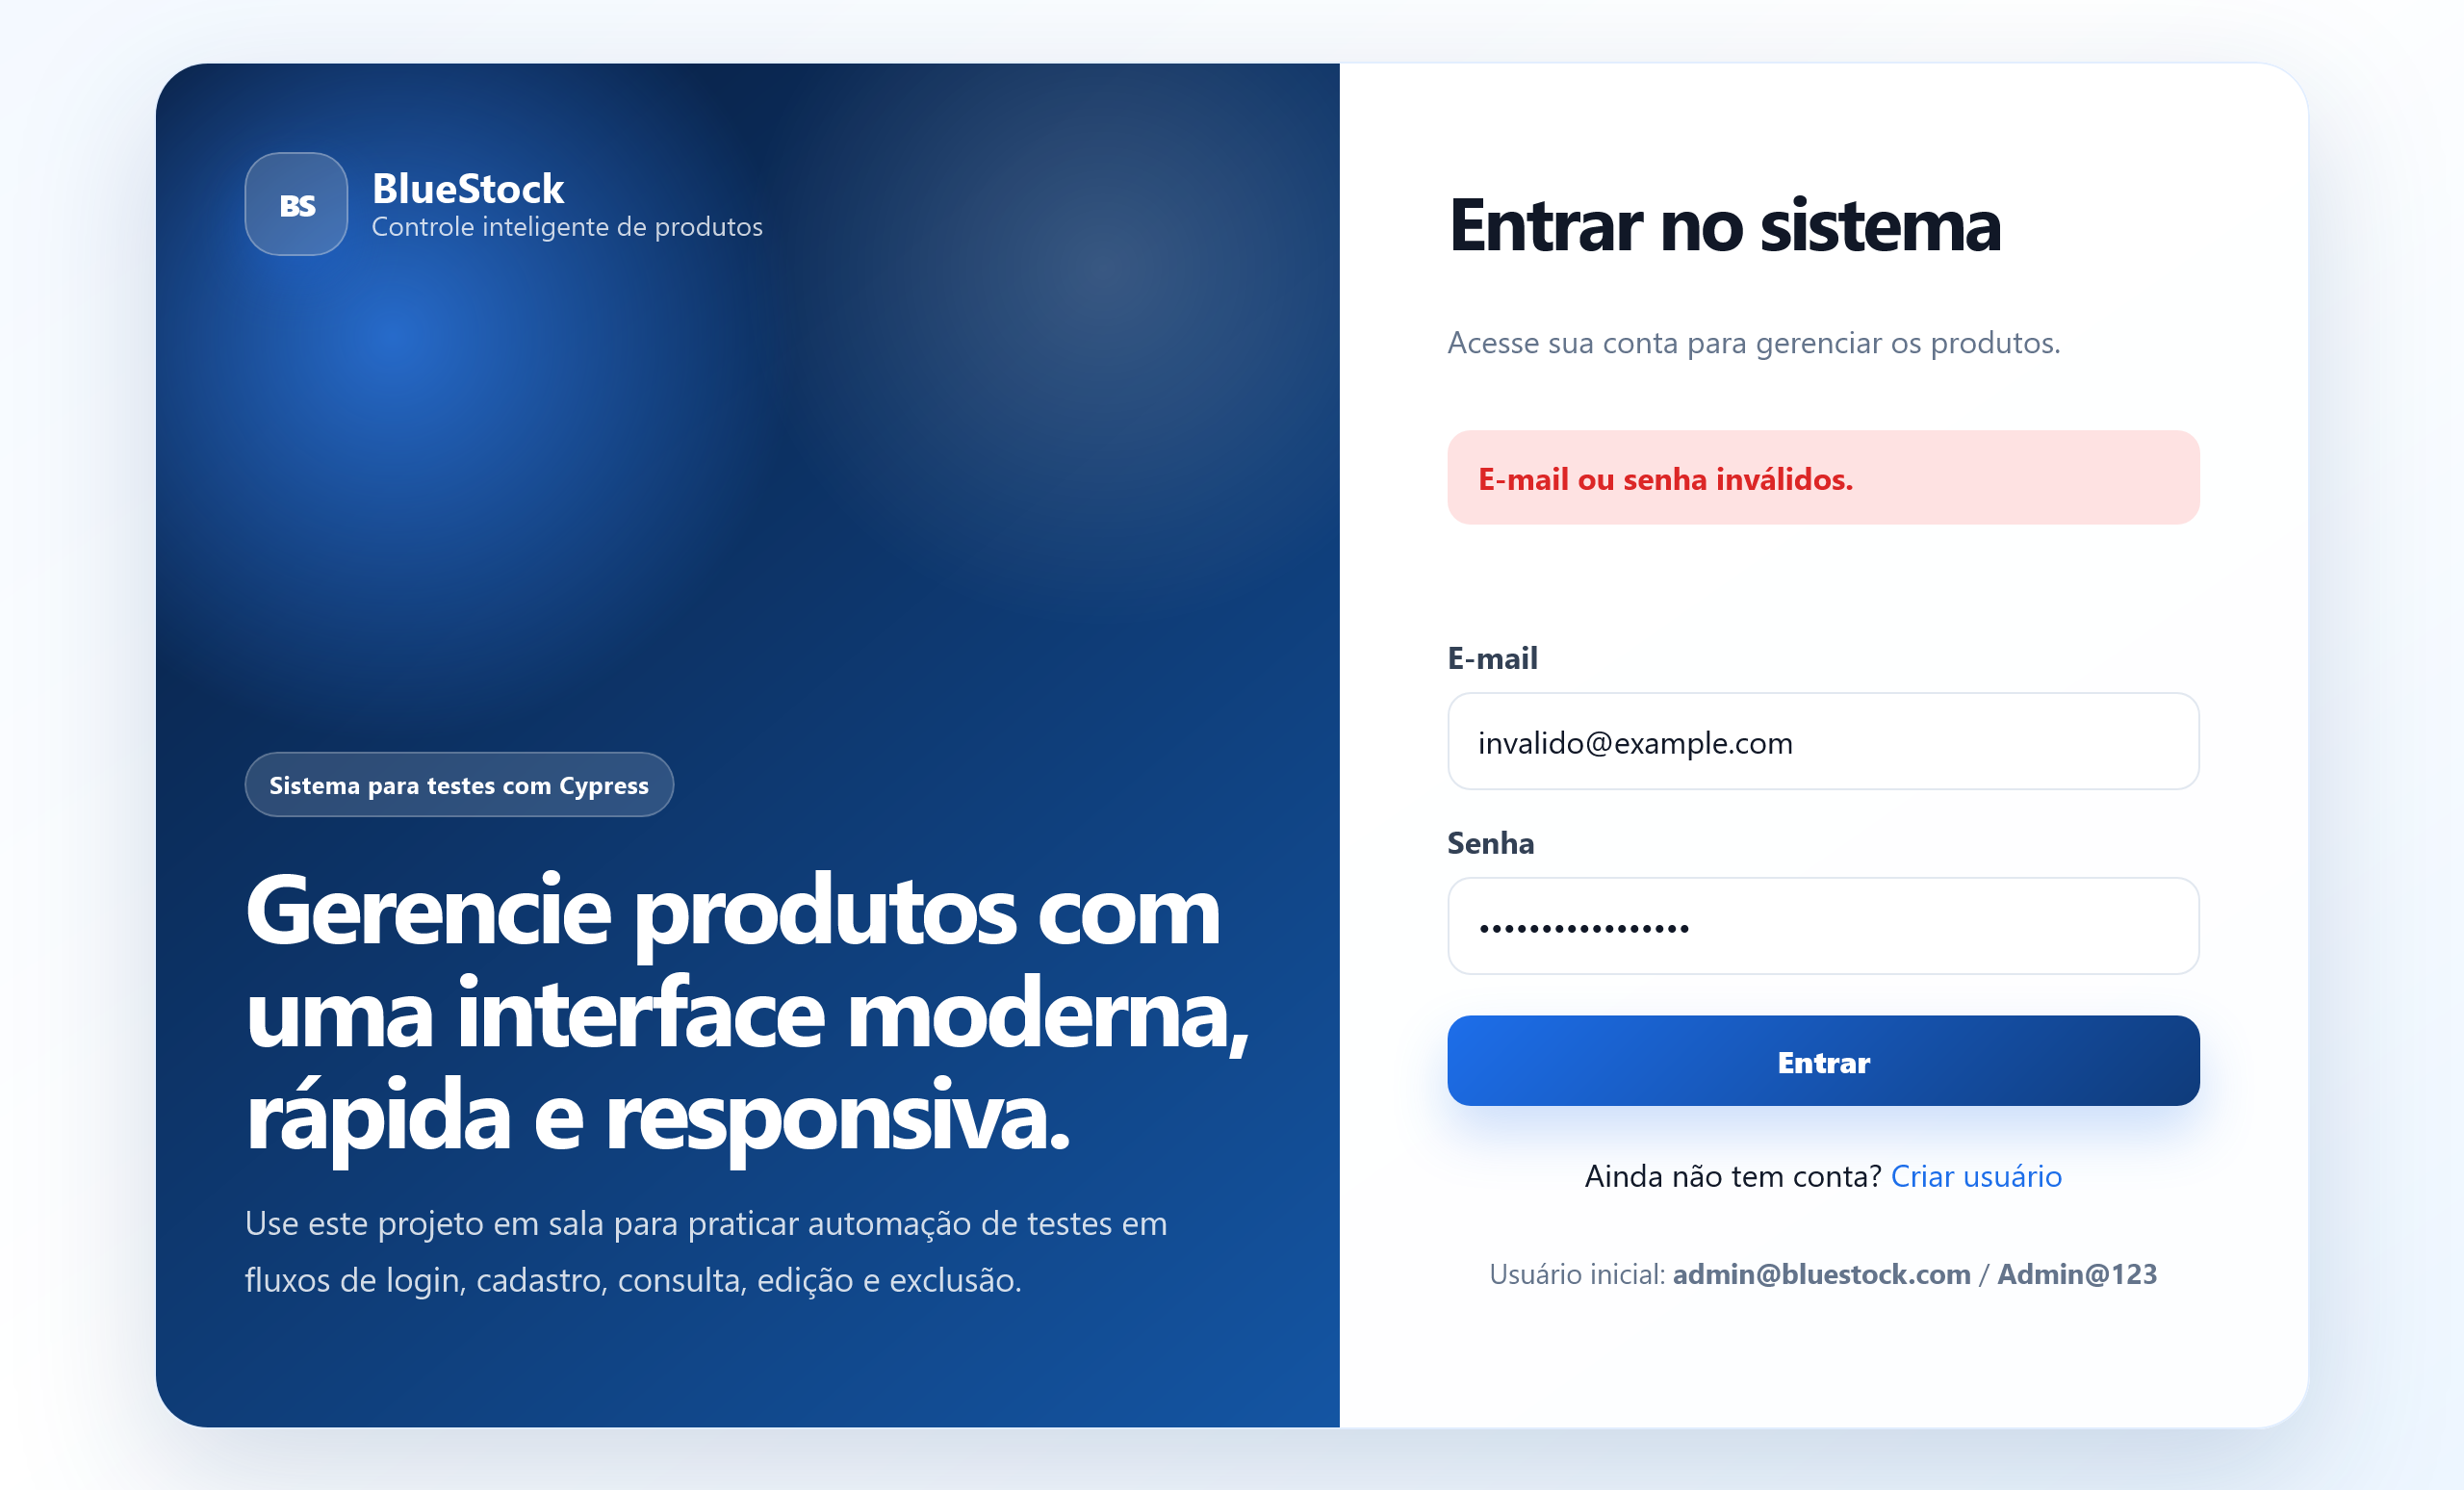 BS
BlueStock
Controle inteligente de produtos
Sistema para testes com Cypress
Gerencie produtos com
uma interface moderna,
rápida e responsiva.
Use este projeto em sala para praticar automação de testes em
fluxos de login, cadastro, consulta, edição e exclusão.
Entrar no sistema
Acesse sua conta para gerenciar os produtos.
E-mail ou senha inválidos.
E-mail
invalido@example.com
Senha
•••••••••••••••••
Entrar
Ainda não tem conta? Criar usuário
Usuário inicial: admin@bluestock.com / Admin@123